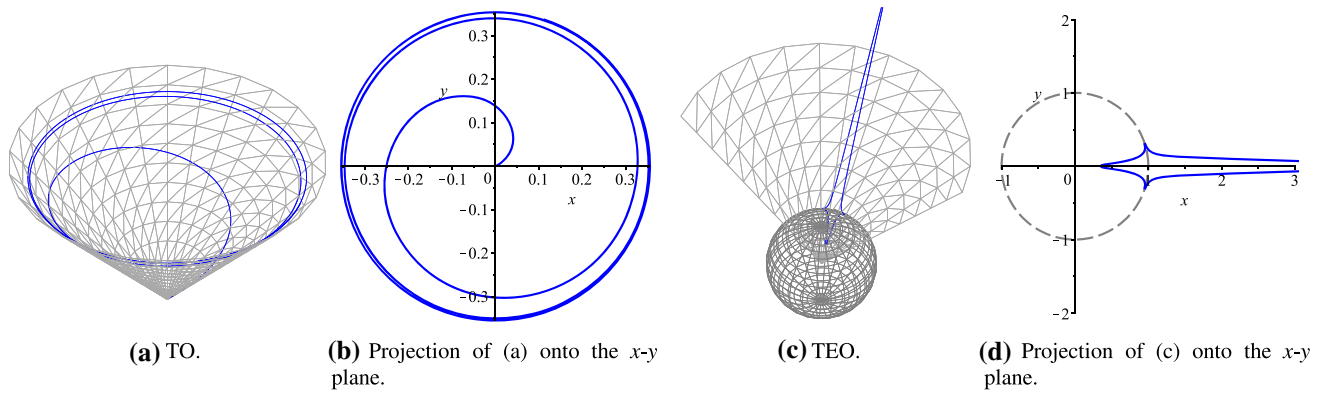 0.3
0.2
y
0.1
-0.3
-0.2
-0.1
0
0.1
0.2
0.3
x
-0.1
-0.2
-0.3
2
y
1
-1
0
1
2
3
x
-1
-2
(a) TO.
(b) Projection of (a) onto the x-y
plane.
(c) TEO.
(d) Projection of (c) onto the x-y
plane.